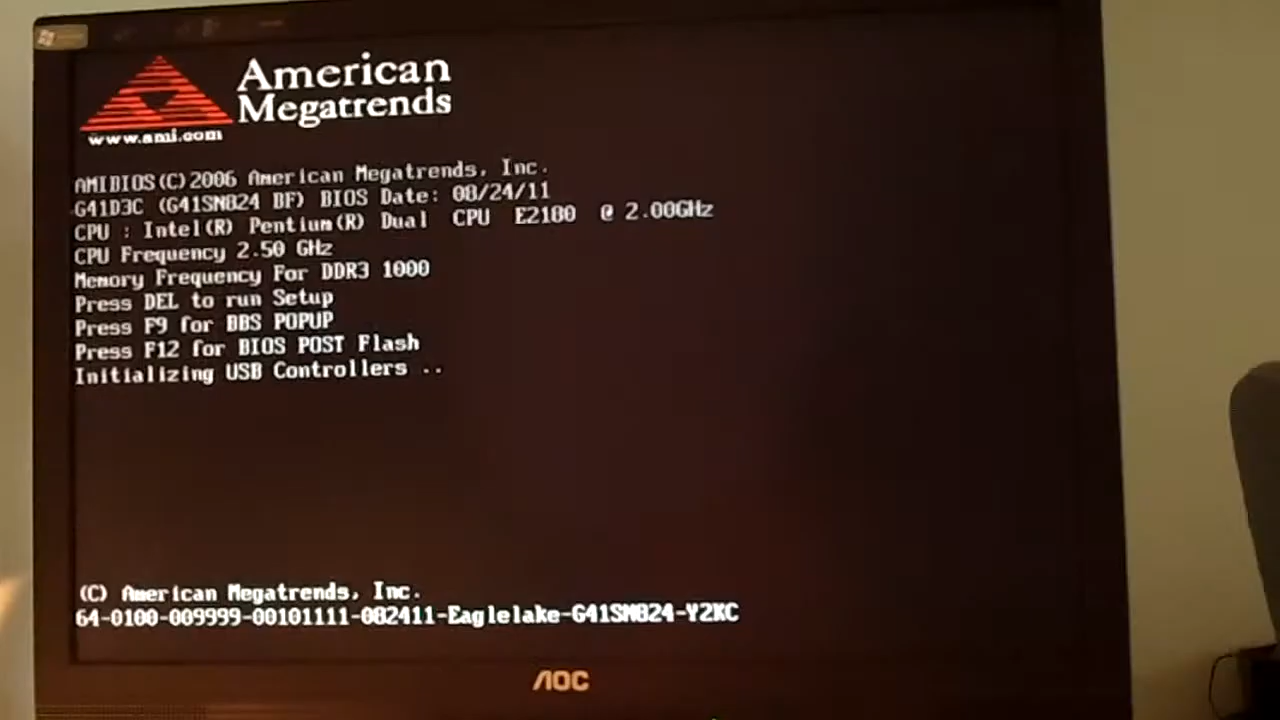 American
Megatrends
www.ami.com
AMIBIOS(C)2006 American Megatrends, Inc.
G41D3C (G41SN824 BF) BIOS Date: 08/24/11
CPU : Intel(R) Pentium(R) Dual CPU E2180 @ 2.00GHz
CPU Frequency 2.50 GHz
Memory Frequency For DDR3 1000
Press DEL to run Setup
Press F9 for BBS POPUP
Press F12 for BIOS POST Flash
Initializing USB Controllers ..
(C) American Megatrends, Inc.
64-0100-009999-00101111-082411-Eaglelake-G41SN824-Y2KC
AOC